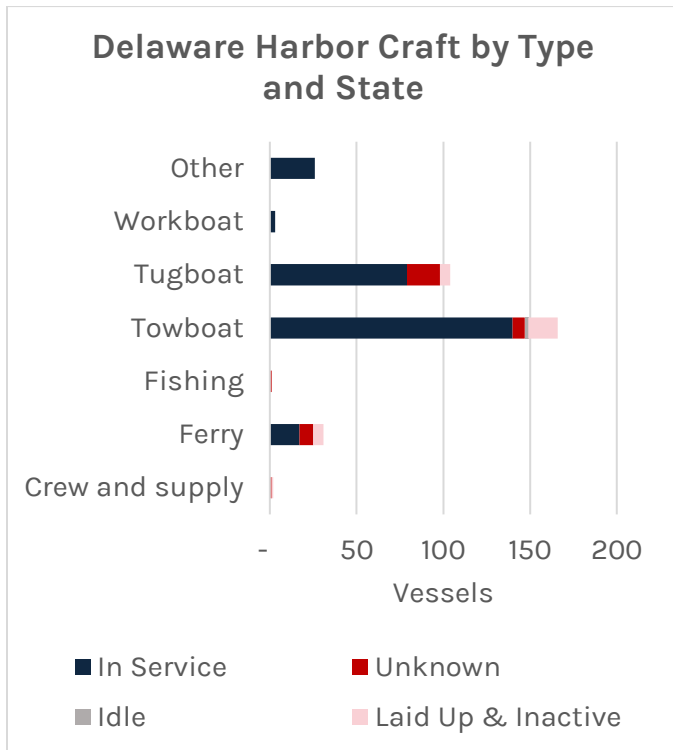 Delaware Harbor Craft by Type
and State
Other
Workboat
Tugboat
Towboat
Fishing
Ferry
Crew and supply
- 50 100 150 200
Vessels
In Service Unknown
Idle Laid Up & Inactive